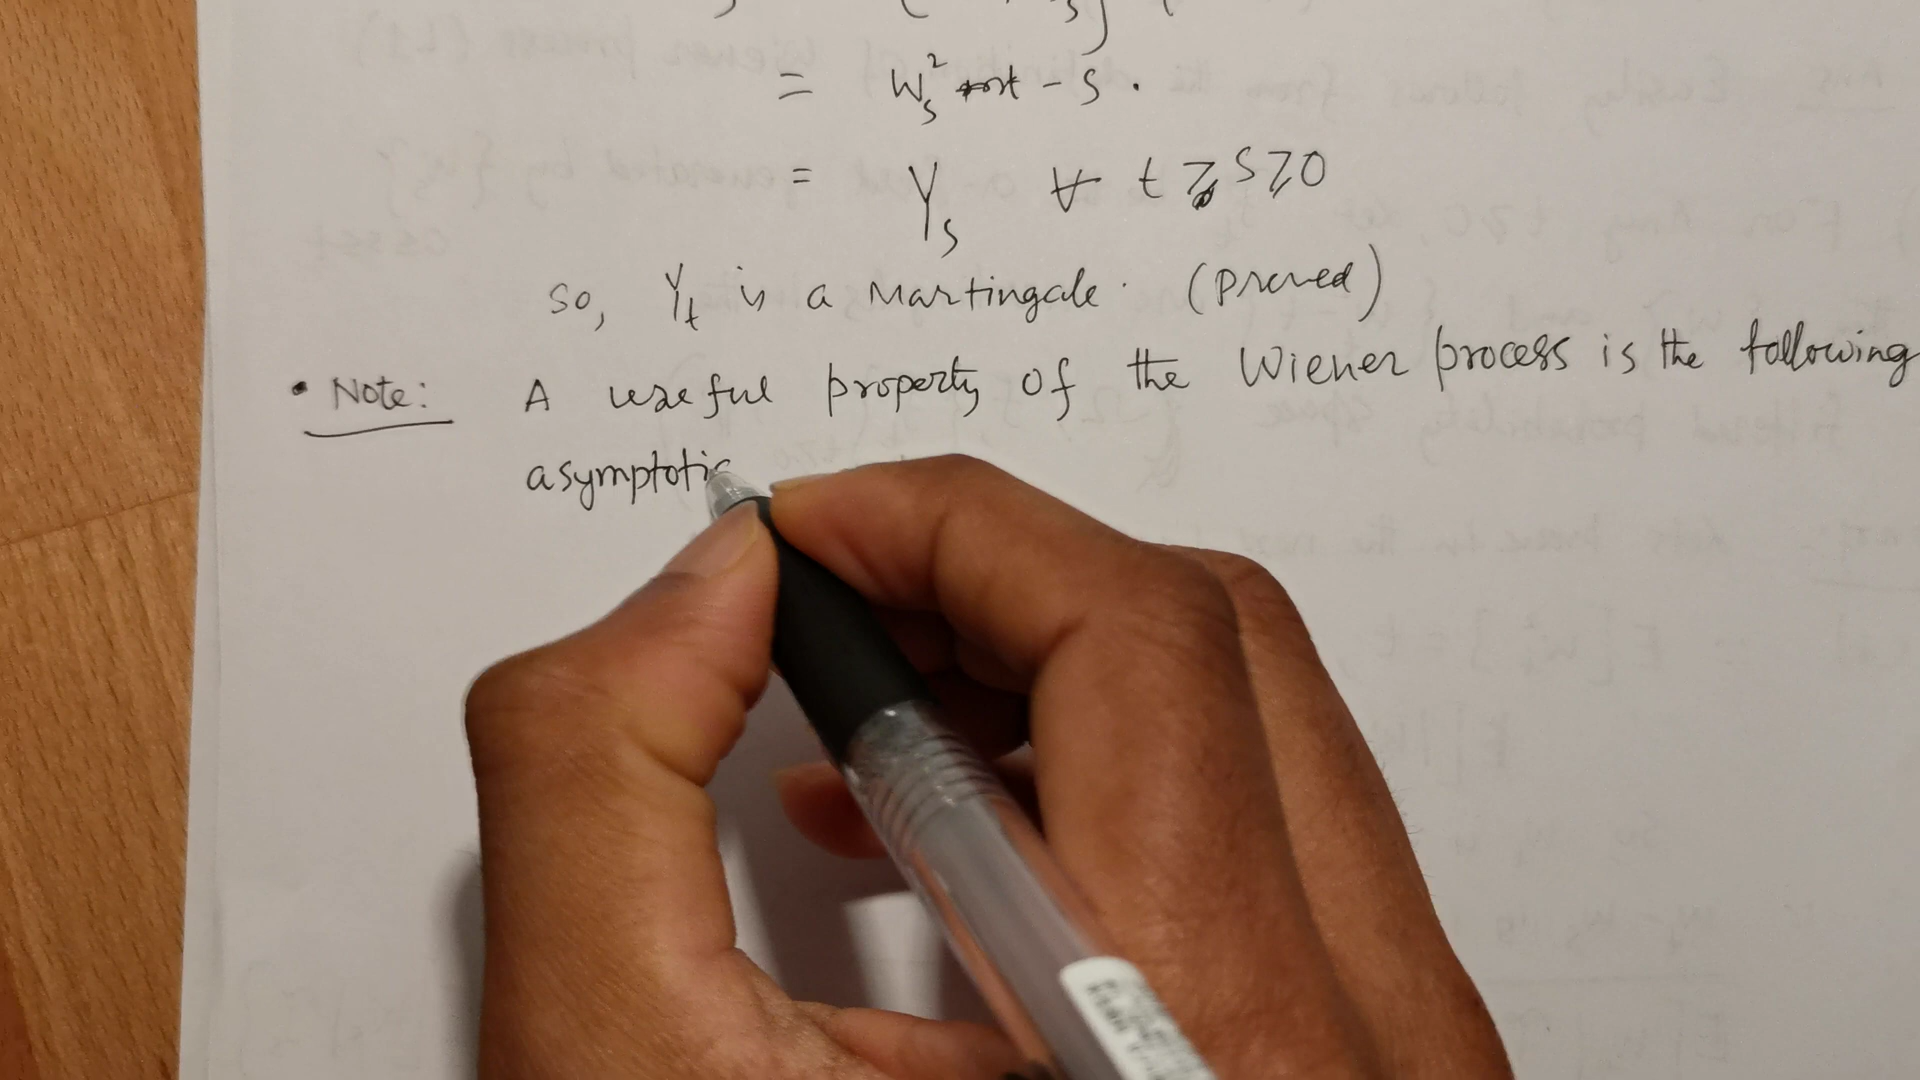 = W_s^2 - s.
= Y_s ∀ t ≥ s ≥ 0
so, Y_t is a Martingale. (proved)
• Note: A useful property of the Wiener process is the following
asymptotic